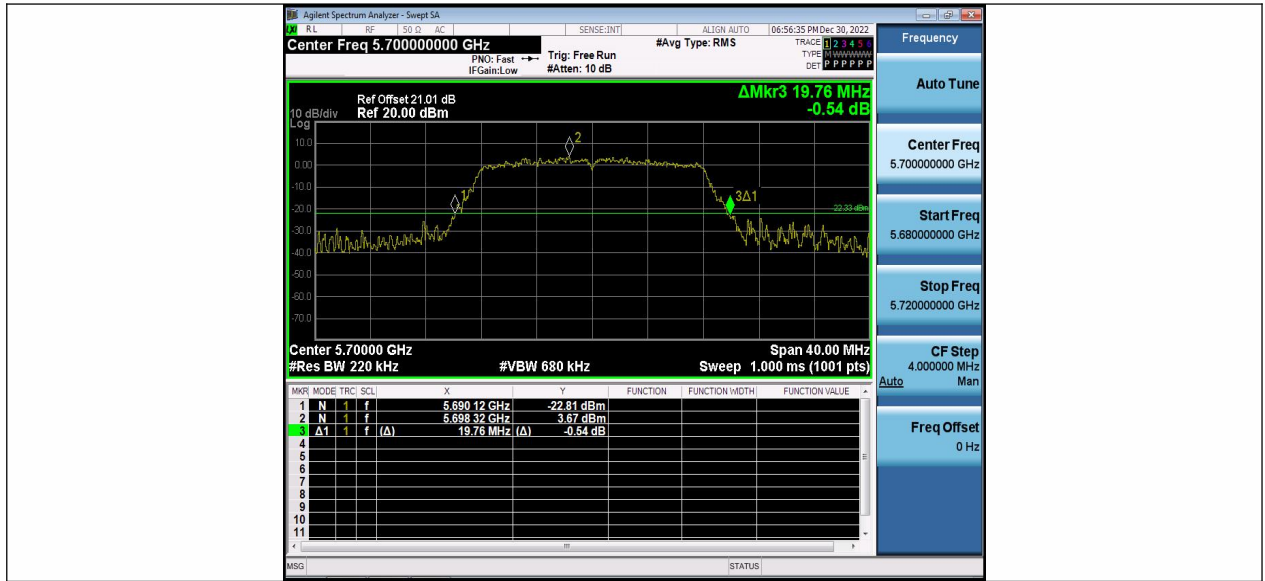 Agilent Spectrum Analyzer - Swept SA
RL RF 50 Ω AC SENSE:INT ALIGN AUTO 06:56:35 PM Dec 30, 2022
Center Freq 5.700000000 GHz
PNO: Fast
IFGain:Low
Trig: Free Run
#Atten: 10 dB
#Avg Type: RMS
TRACE 1 2 3 4 5 6
TYPE M WWWWW
DET P P P P P P
Ref Offset 21.01 dB
10 dB/div Ref 20.00 dBm
Log
ΔMkr3 19.76 MHz
-0.54 dB
10.0
0.00
-10.0
-20.0
-30.0
-40.0
-50.0
-60.0
-70.0
1
2
3Δ1
-22.33 dBm
Center 5.70000 GHz Span 40.00 MHz
#Res BW 220 kHz #VBW 680 kHz Sweep 1.000 ms (1001 pts)
MKR MODE TRC SCL X Y FUNCTION FUNCTION WIDTH FUNCTION VALUE
1 N 1 f 5.690 12 GHz -22.81 dBm
2 N 1 f 5.698 32 GHz 3.67 dBm
3 Δ1 1 f (Δ) 19.76 MHz (Δ) -0.54 dB
4
5
6
7
8
9
10
11
MSG STATUS
Frequency
Auto Tune
Center Freq
5.700000000 GHz
Start Freq
5.680000000 GHz
Stop Freq
5.720000000 GHz
CF Step
4.000000 MHz
Auto Man
Freq Offset
0 Hz